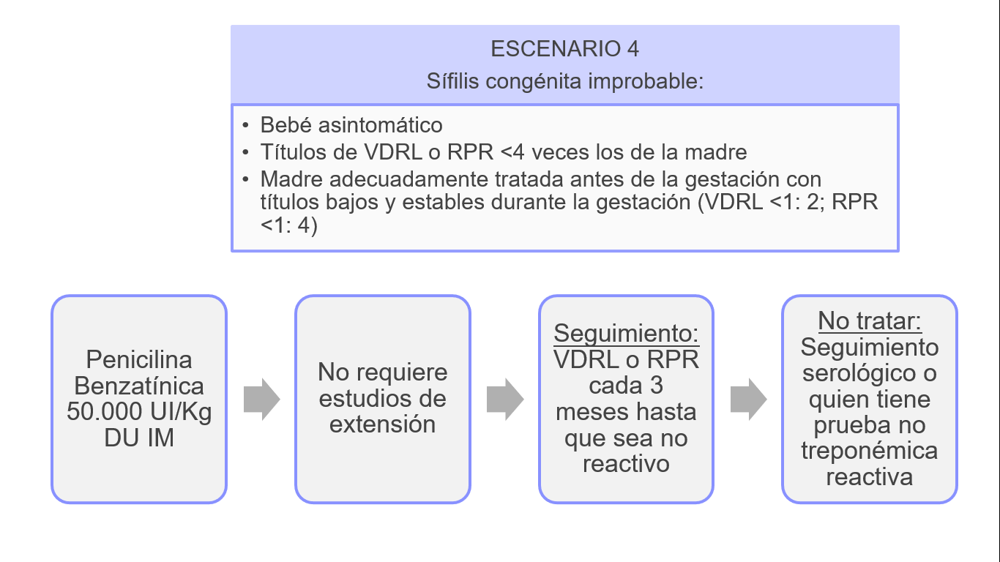 ESCENARIO 4
Sífilis congénita improbable:
• Bebé asintomático
• Títulos de VDRL o RPR <4 veces los de la madre
• Madre adecuadamente tratada antes de la gestación con
títulos bajos y estables durante la gestación (VDRL <1: 2; RPR
<1: 4)
Penicilina
Benzatínica
50.000 UI/Kg
DU IM
No requiere
estudios de
extensión
Seguimiento:
VDRL o RPR
cada 3
meses hasta
que sea no
reactivo
No tratar:
Seguimiento
serológico o
quien tiene
prueba no
treponémica
reactiva